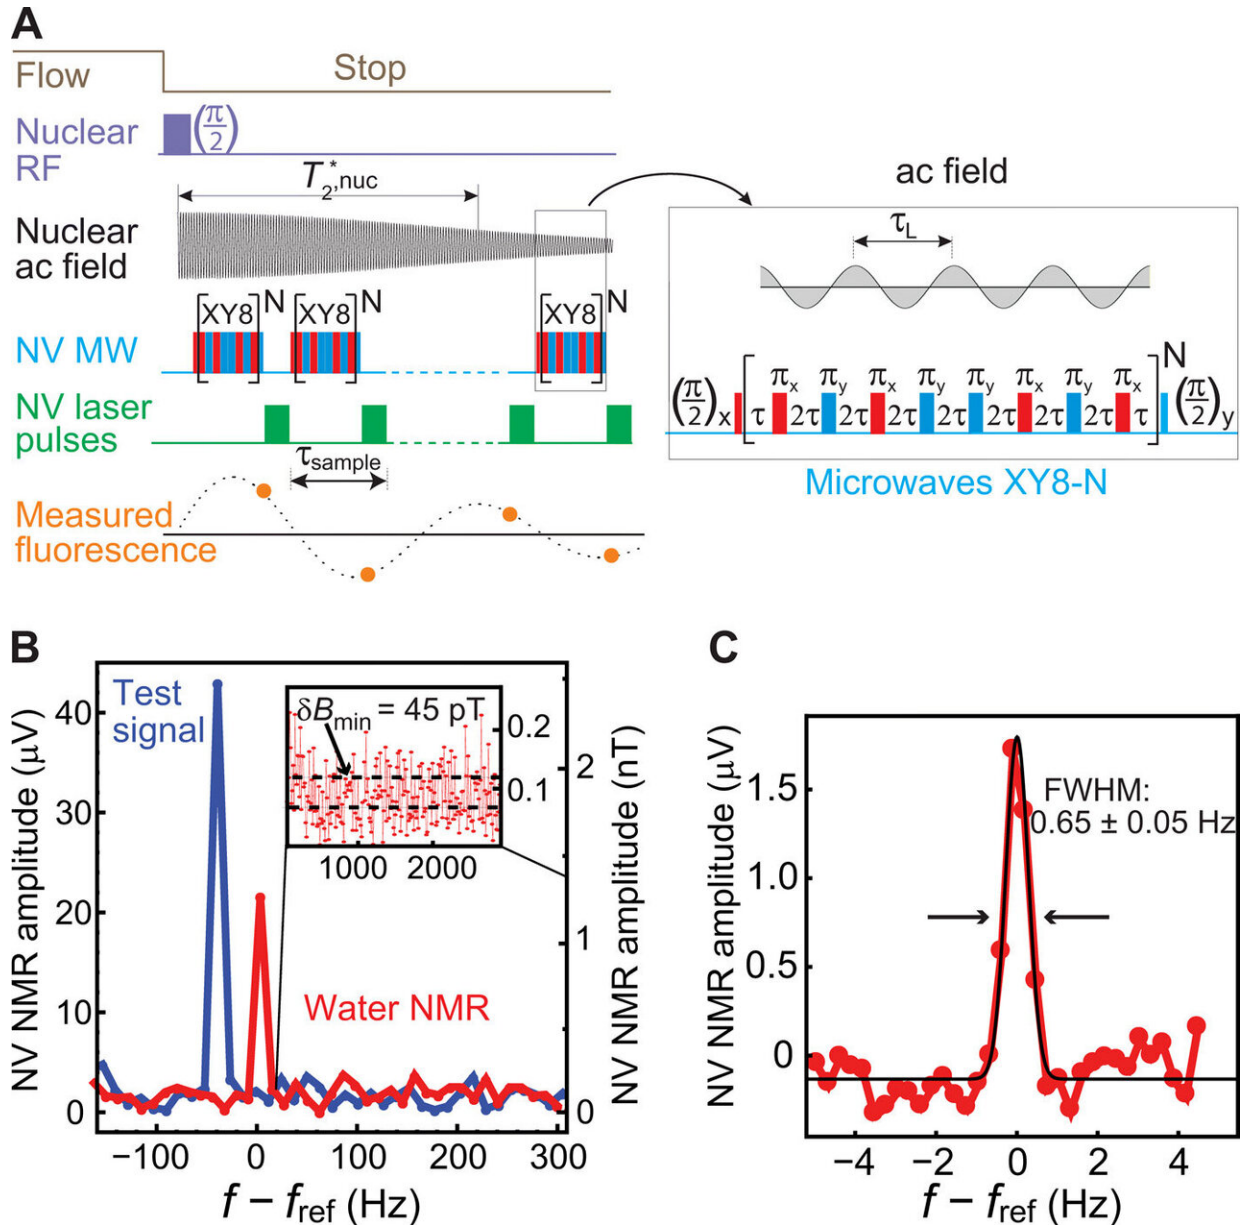 A
Flow
Stop
Nuclear
RF
(π/2)
T*2,nuc
Nuclear
ac field
[XY8]N [XY8]N [XY8]N
NV MW
NV laser
pulses
τsample
Measured
fluorescence
ac field
τL
πx πy πx πy πy πx πy πx
(π/2)x [τ 2τ 2τ 2τ 2τ 2τ 2τ 2τ τ]N (π/2)y
Microwaves XY8-N
B
NV NMR amplitude (μV)
40
30
20
10
0
Test
signal
δBmin = 45 pT
0.2
0.1
1000 2000
Water NMR
2
1
0
NV NMR amplitude (nT)
−100 0 100 200 300
f − fref (Hz)
C
NV NMR amplitude (μV)
1.5
1.0
0.5
0
FWHM:
0.65 ± 0.05 Hz
−4 −2 0 2 4
f − fref (Hz)